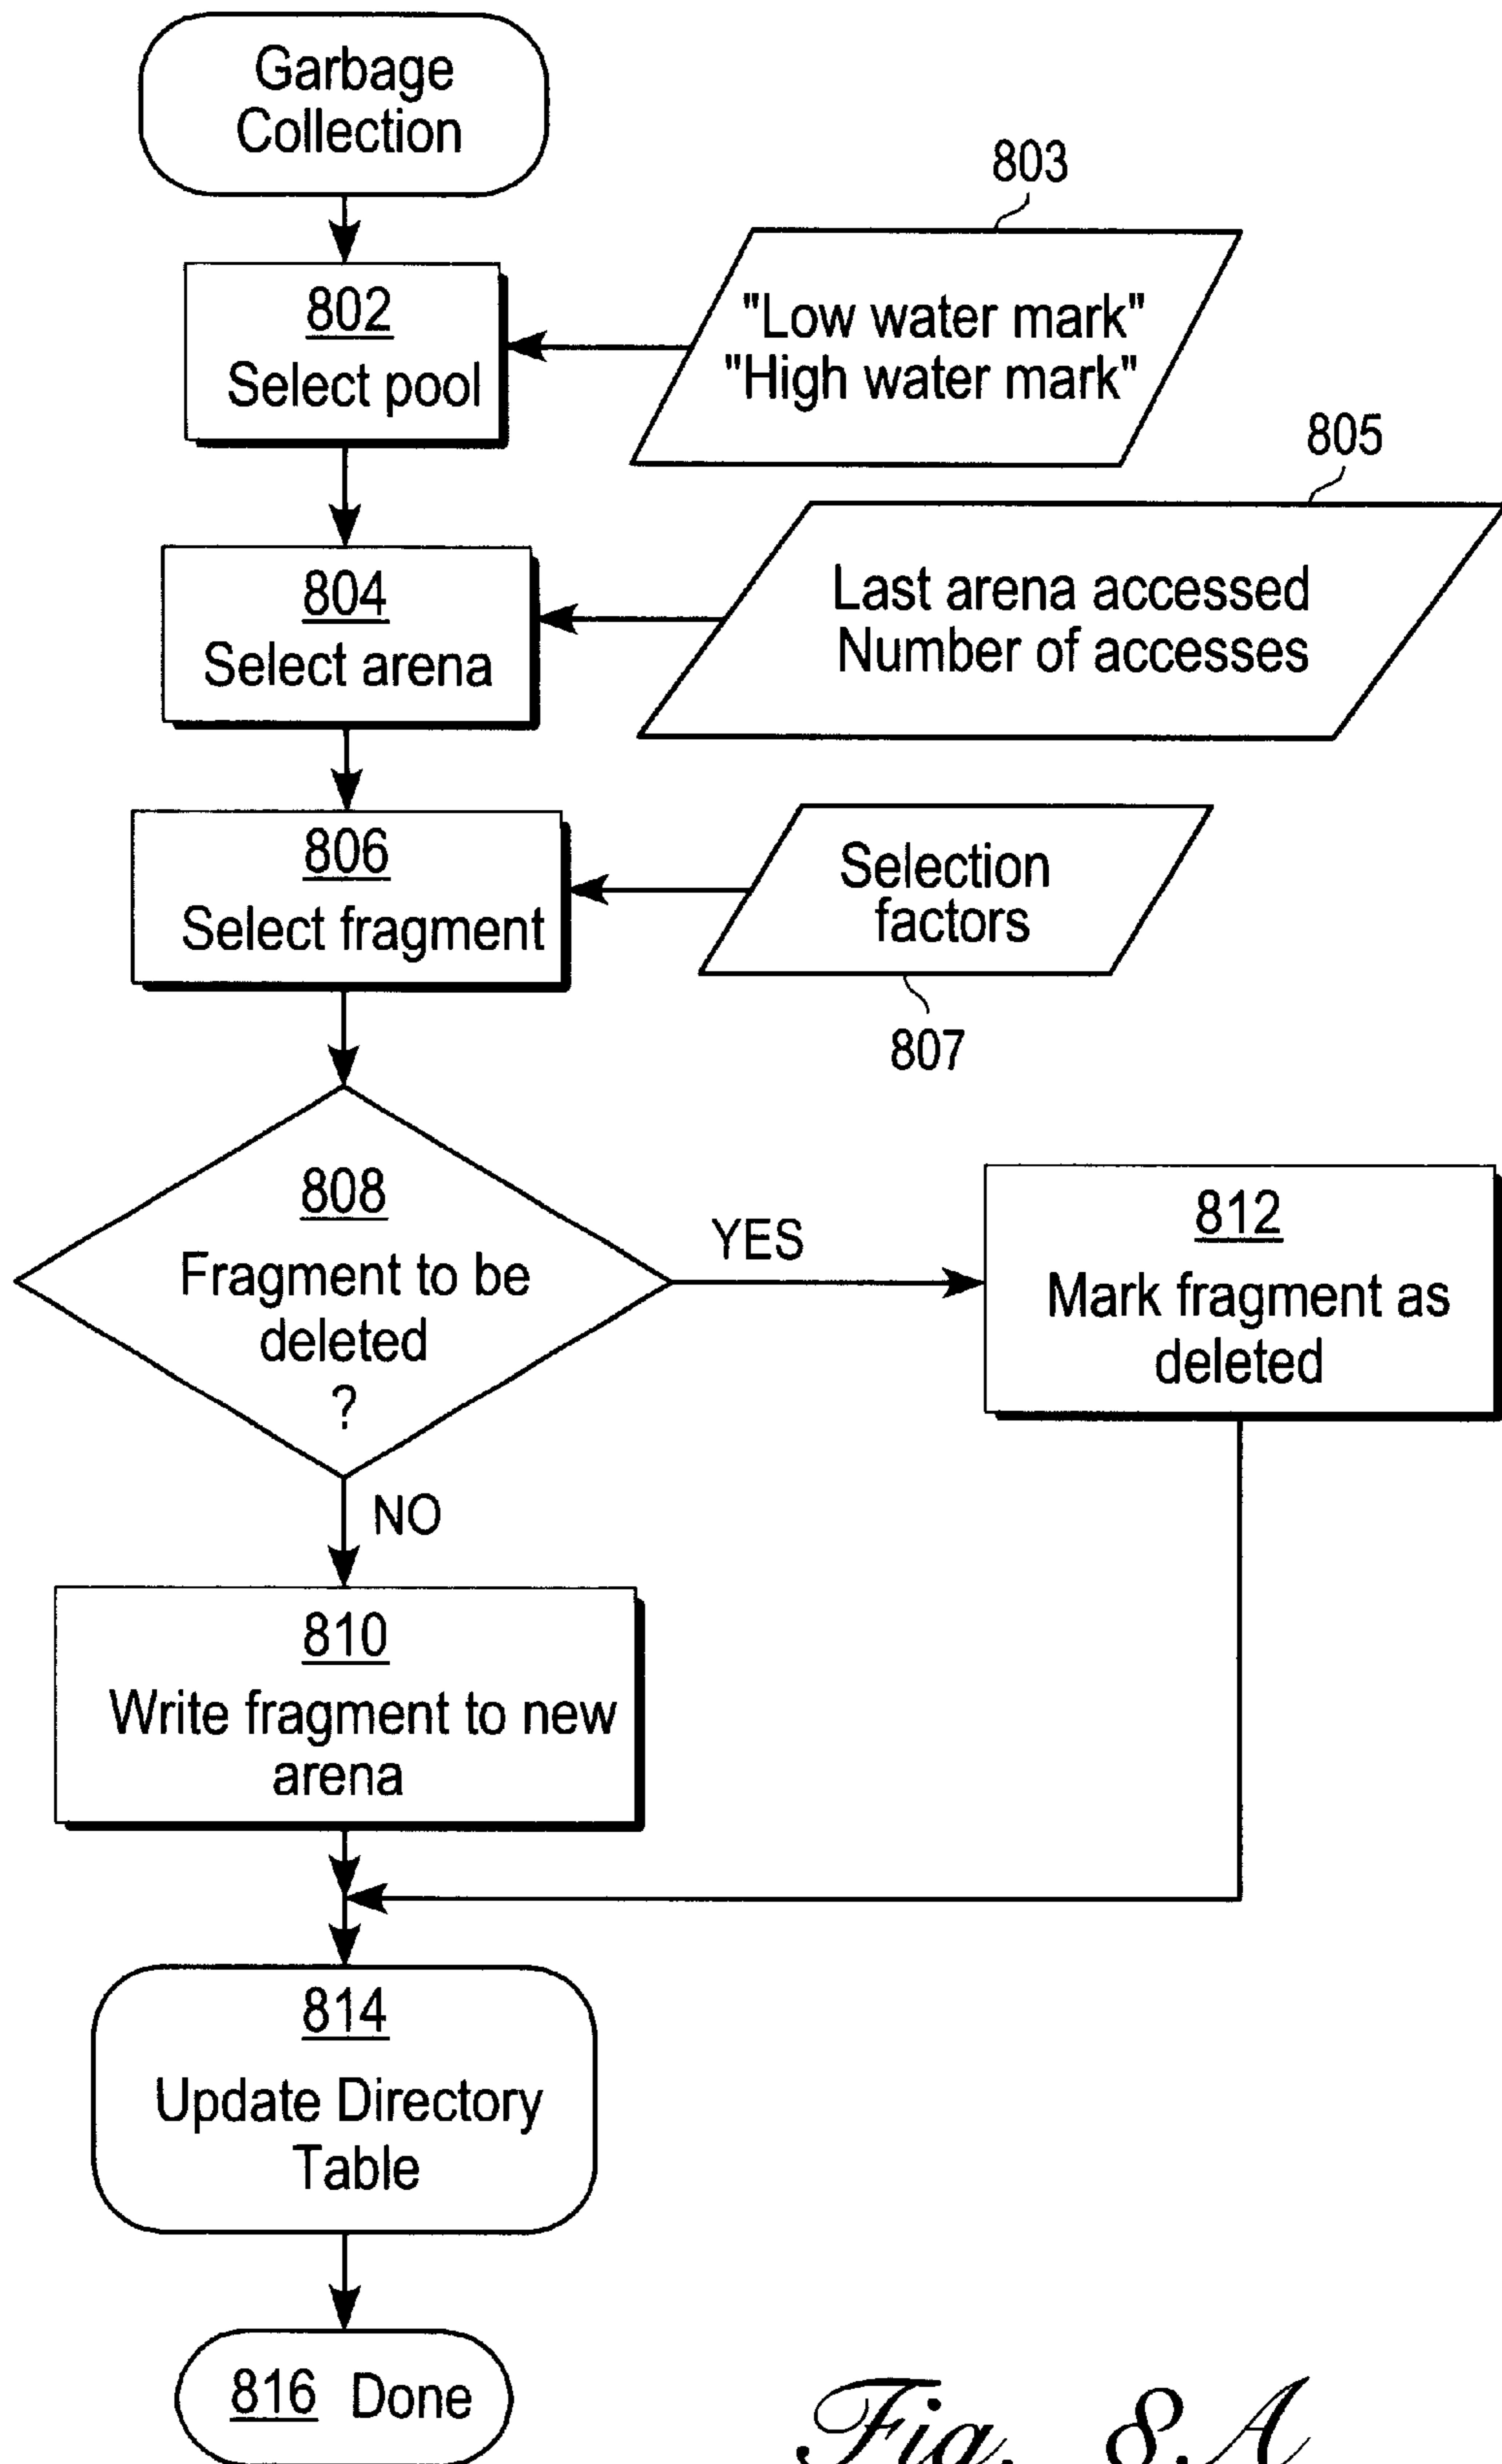 Garbage
Collection
803
802
Select pool
"Low water mark"
"High water mark"
805
804
Select arena
Last arena accessed
Number of accesses
806
Select fragment
Selection
factors
807
808
Fragment to be
deleted
?
YES
812
Mark fragment as
deleted
NO
810
Write fragment to new
arena
814
Update Directory
Table
816 Done
Fig. 8A